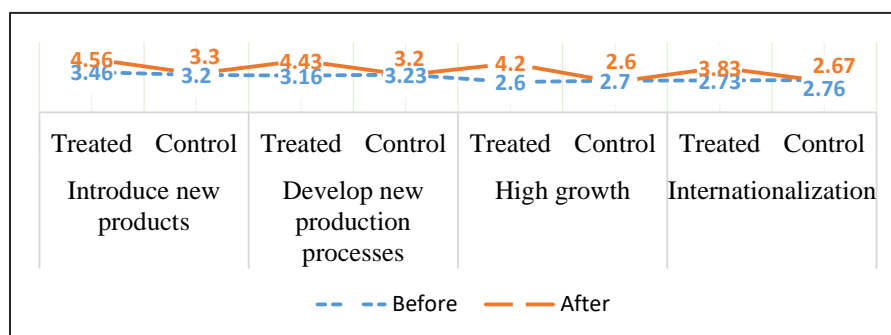 4.56 3.3 4.43 3.2 4.2 2.6 3.83 2.67
3.46 3.2 3.16 3.23 2.6 2.7 2.73 2.76
Treated Control Treated Control Treated Control Treated Control
Introduce new products
Develop new production processes
High growth
Internationalization
Before After